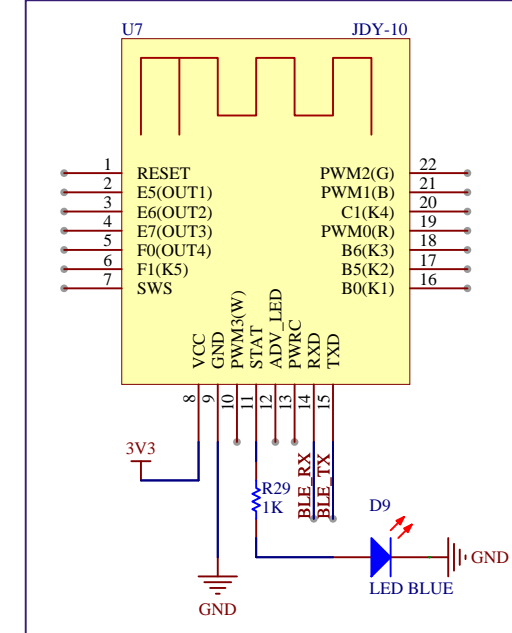 U7 JDY-10
1 RESET
2 E5(OUT1)
3 E6(OUT2)
4 E7(OUT3)
5 F0(OUT4)
6 F1(K5)
7 SWS
PWM2(G) 22
PWM1(B) 21
C1(K4) 20
PWM0(R) 19
B6(K3) 18
B5(K2) 17
B0(K1) 16
VCC 8
GND 9
PWM3(W) 10
STAT 11
ADV_LED 12
PWRC 13
RXD 14
TXD 15
3V3
R29
1K
BLE_RX
BLE_TX
D9
LED BLUE
GND
GND